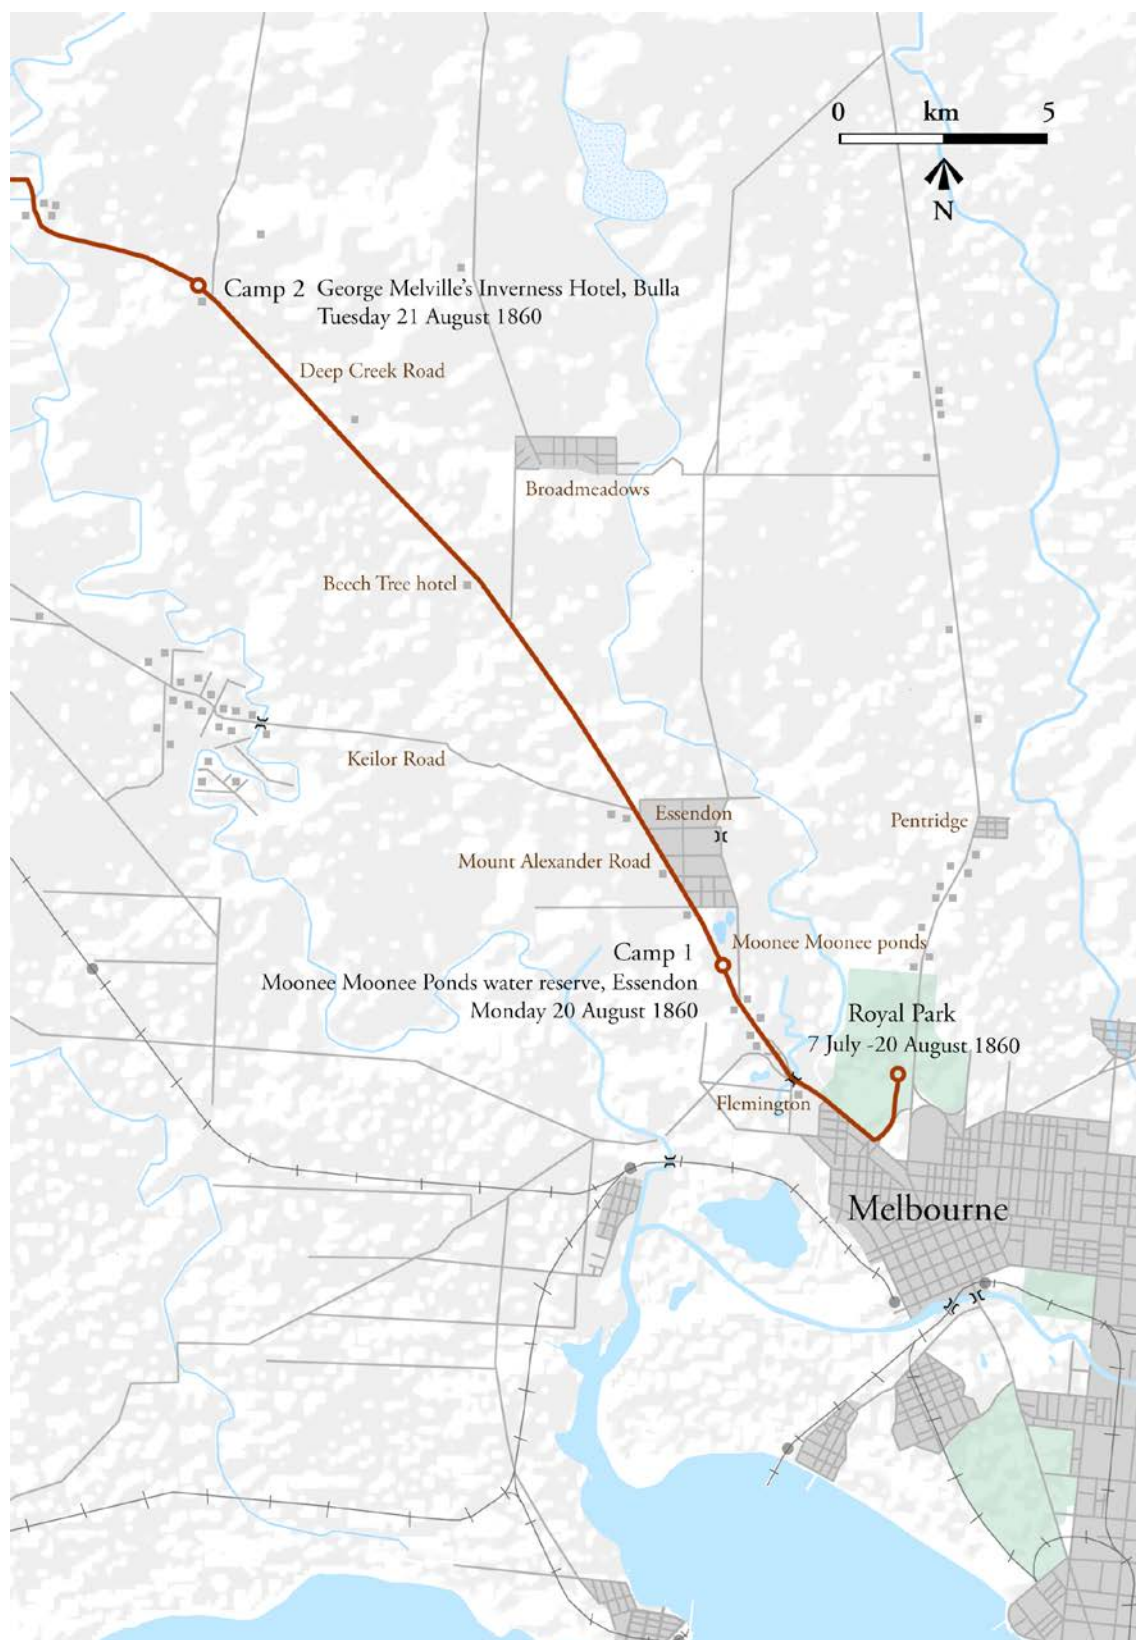 0 km 5
N
Camp 2 George Melville's Inverness Hotel, Bulla
Tuesday 21 August 1860
Deep Creek Road
Broadmeadows
Beech Tree hotel
Keilor Road
Essendon
Pentridge
Mount Alexander Road
Moonee Moonee ponds
Camp 1
Moonee Moonee Ponds water reserve, Essendon
Monday 20 August 1860
Royal Park
7 July -20 August 1860
Flemington
Melbourne